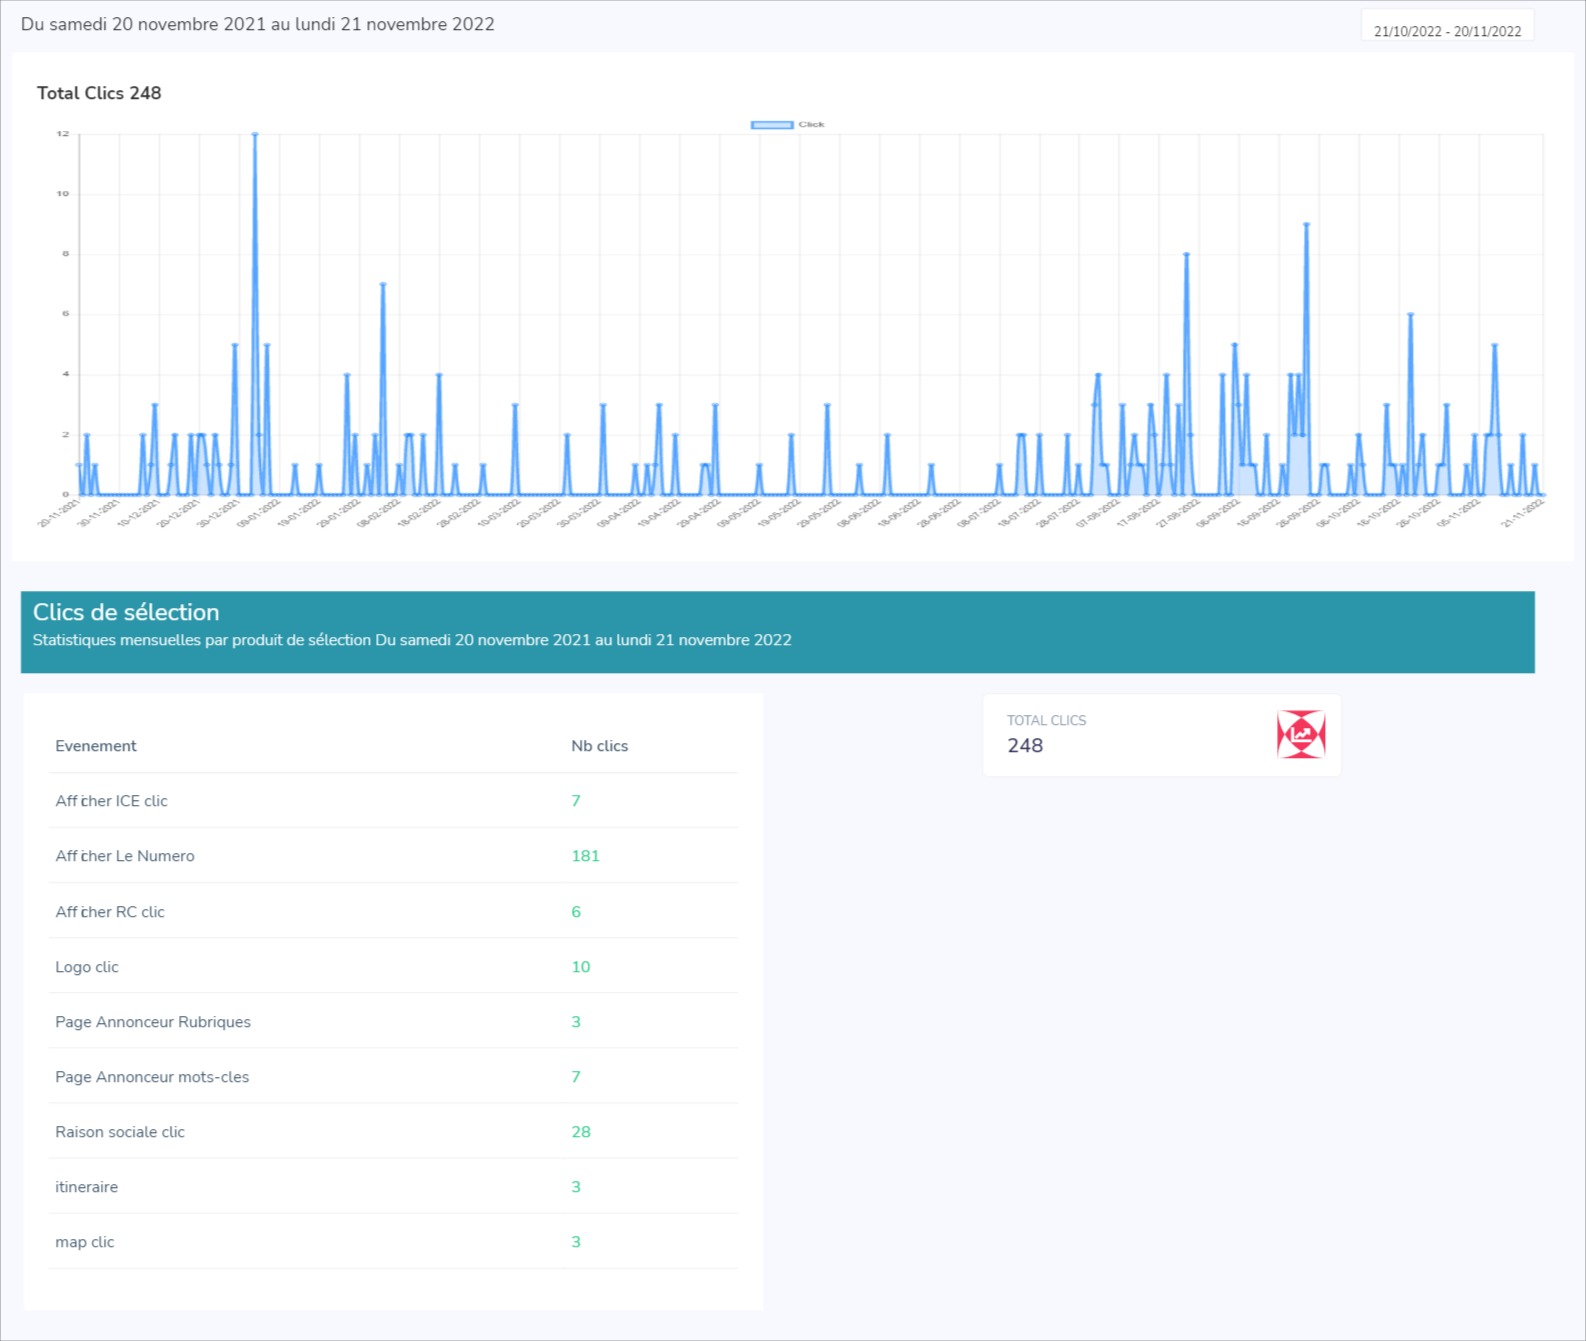 Du samedi 20 novembre 2021 au lundi 21 novembre 2022
21/10/2022 - 20/11/2022
Total Clics 248
Click
12
10
8
6
4
2
0
20-11-2021 30-11-2021 10-12-2021 20-12-2021 30-12-2021 09-01-2022 19-01-2022 29-01-2022 08-02-2022 18-02-2022 28-02-2022 10-03-2022 20-03-2022 30-03-2022 09-04-2022 19-04-2022 29-04-2022 09-05-2022 19-05-2022 29-05-2022 08-06-2022 18-06-2022 28-06-2022 08-07-2022 18-07-2022 28-07-2022 07-08-2022 17-08-2022 27-08-2022 06-09-2022 16-09-2022 26-09-2022 06-10-2022 16-10-2022 26-10-2022 05-11-2022 21-11-2022
Clics de sélection
Statistiques mensuelles par produit de sélection Du samedi 20 novembre 2021 au lundi 21 novembre 2022
Evenement Nb clics
Afficher ICE clic 7
Afficher Le Numero 181
Afficher RC clic 6
Logo clic 10
Page Annonceur Rubriques 3
Page Annonceur mots-cles 7
Raison sociale clic 28
itineraire 3
map clic 3
TOTAL CLICS
248